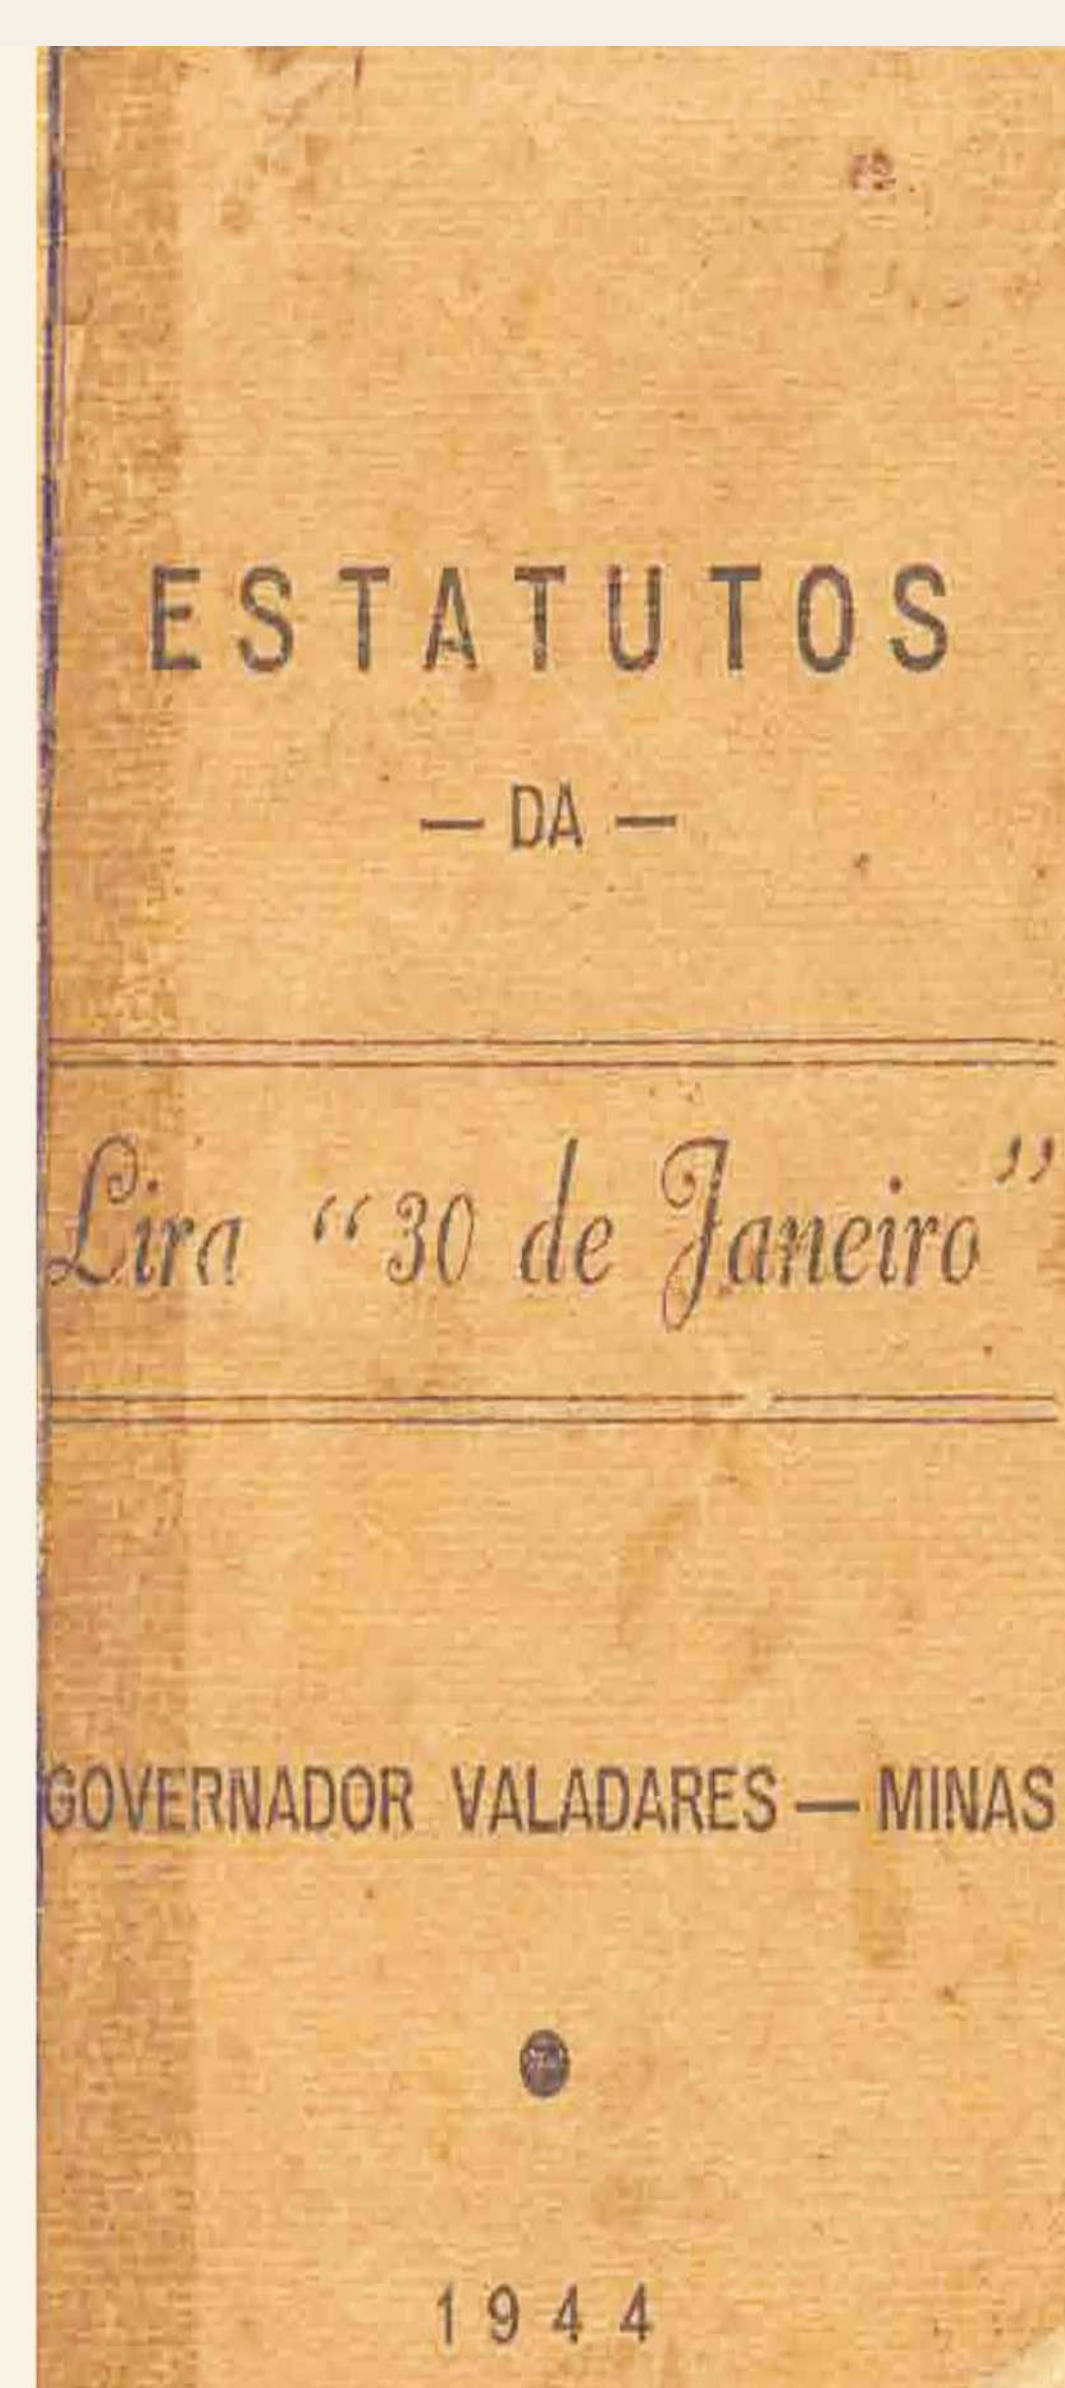 ESTATUTOS
— DA —
Lira “30 de Janeiro”
GOVERNADOR VALADARES — MINAS
1944